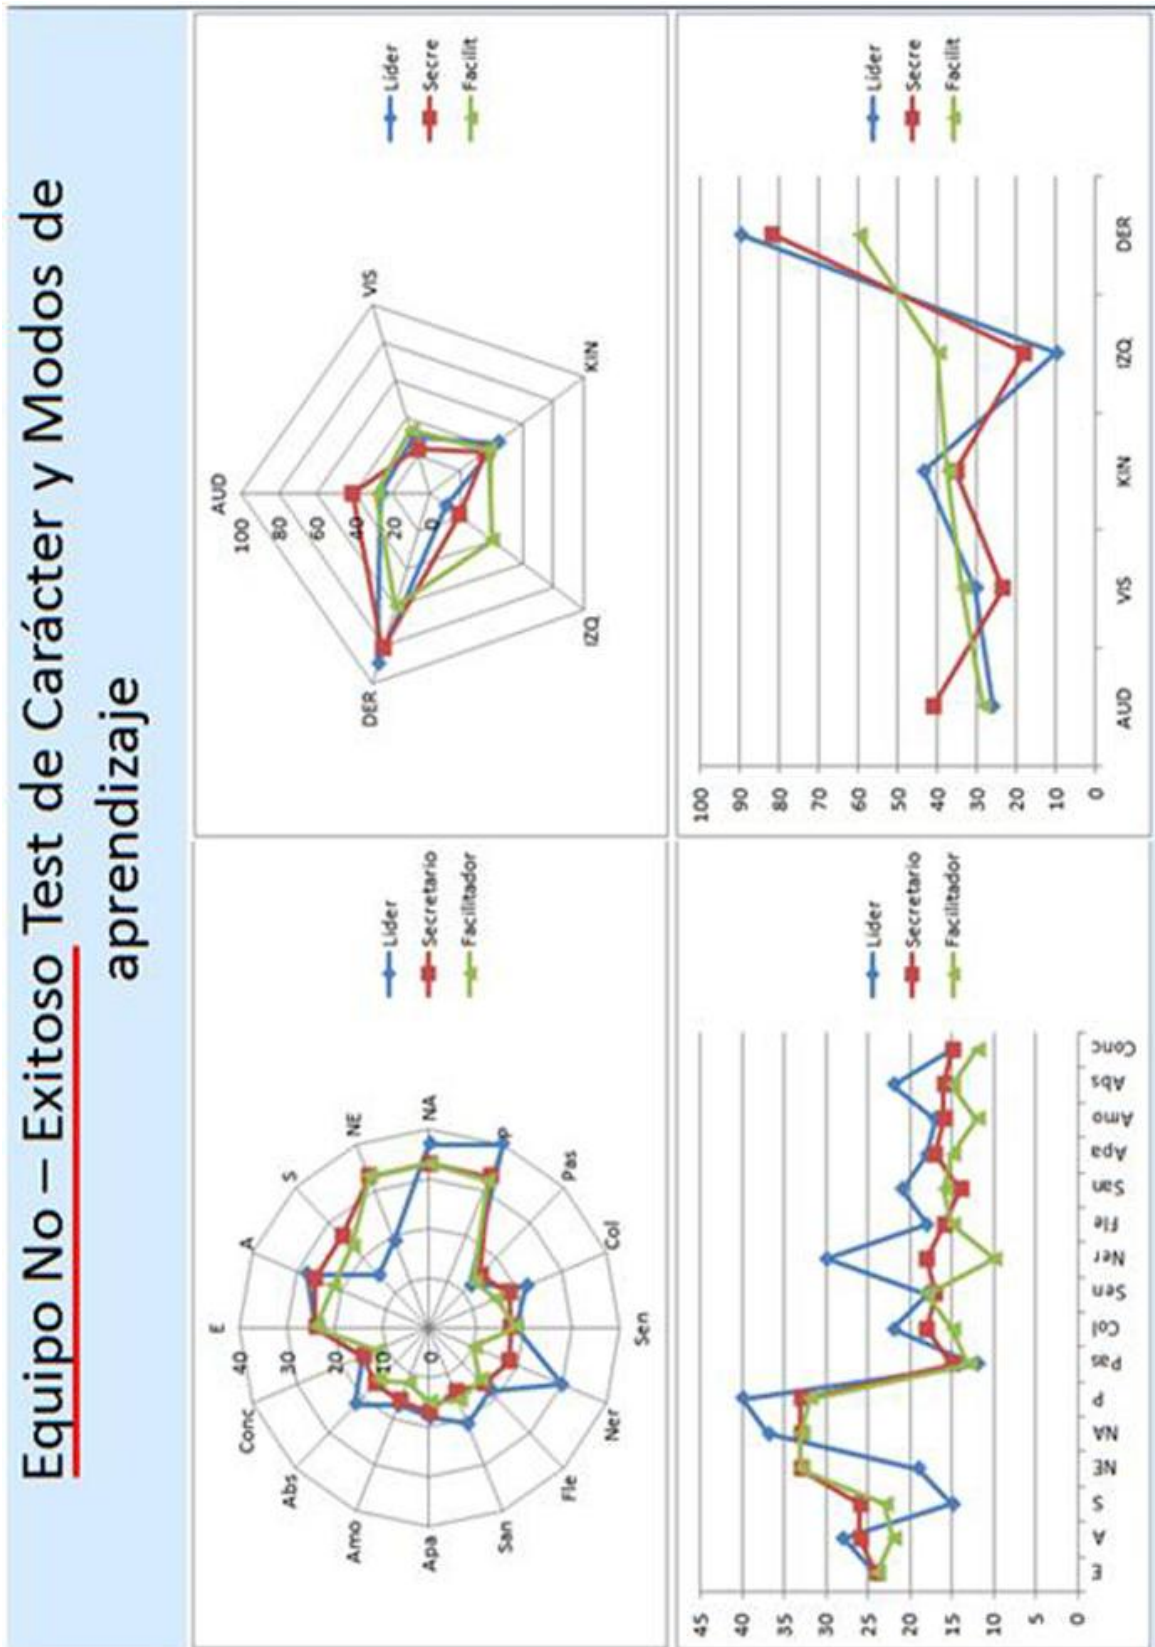 Equipo No – Exitoso Test de Carácter y Modos de
aprendizaje
E
A
S
NE
NA
P
Pas
Col
Sen
Ner
Fle
San
Apa
Amo
Abs
Conc
40
30
20
10
0
Líder
Secretario
Facilitador
AUD
VIS
KIN
IZQ
DER
100
80
60
40
20
0
Líder
Secre
Facilit
45
40
35
30
25
20
15
10
5
0
E
A
S
NE
NA
P
Pas
Col
Sen
Ner
Fle
San
Apa
Amo
Abs
Conc
Líder
Secretario
Facilitador
100
90
80
70
60
50
40
30
20
10
0
AUD
VIS
KIN
IZQ
DER
Líder
Secre
Facilit